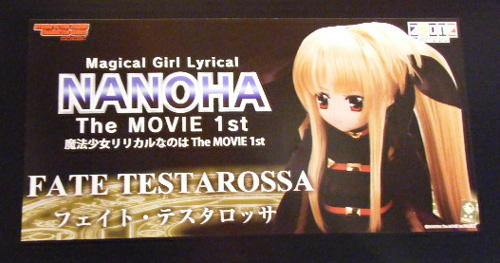 Magical Girl Lyrical
NANOHA
The MOVIE 1st
魔法少女リリカルなのは The MOVIE 1st
FATE TESTAROSSA
フェイト・テスタロッサ